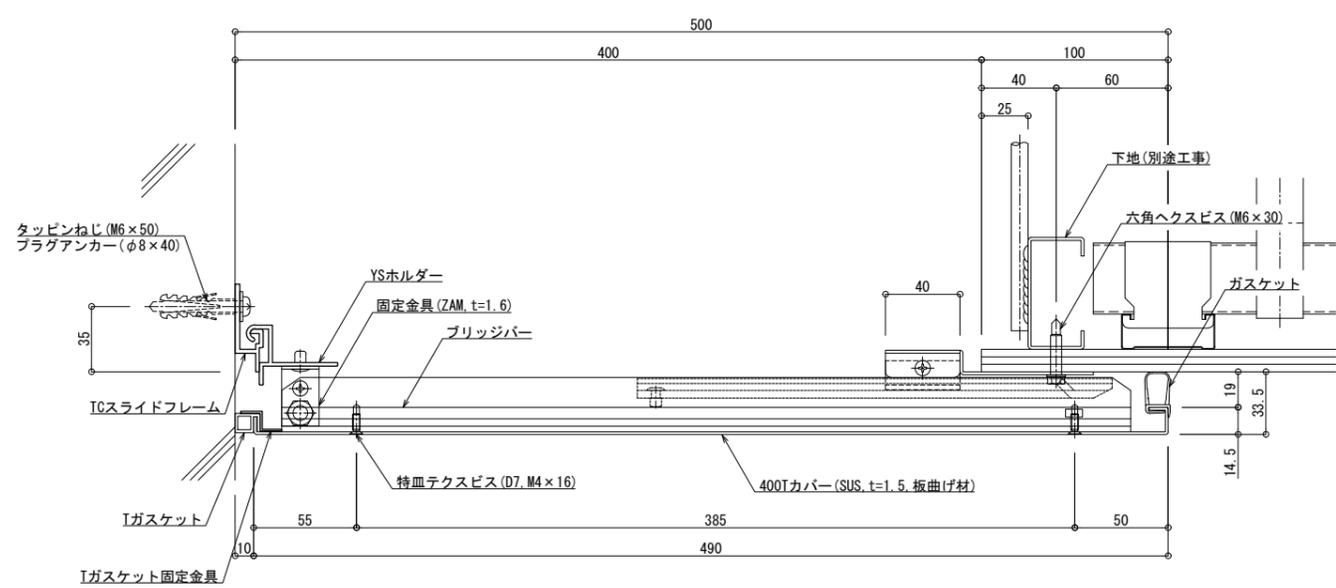 500
400
100
40
60
25
下地(別途工事)
六角ヘクスビス(M6×30)
タッピンねじ(M6×50)
プラグアンカー(φ8×40)
YSホルダー
ガスケット
40
固定金具(ZAM, t=1.6)
35
ブリッジバー
19
33.5
TCスライドフレーム
14.5
特皿テクスビス(D7, M4×16)
400Tカバー(SUS, t=1.5, 板曲げ材)
Tガスケット
55
385
50
10
490
Tガスケット固定金具